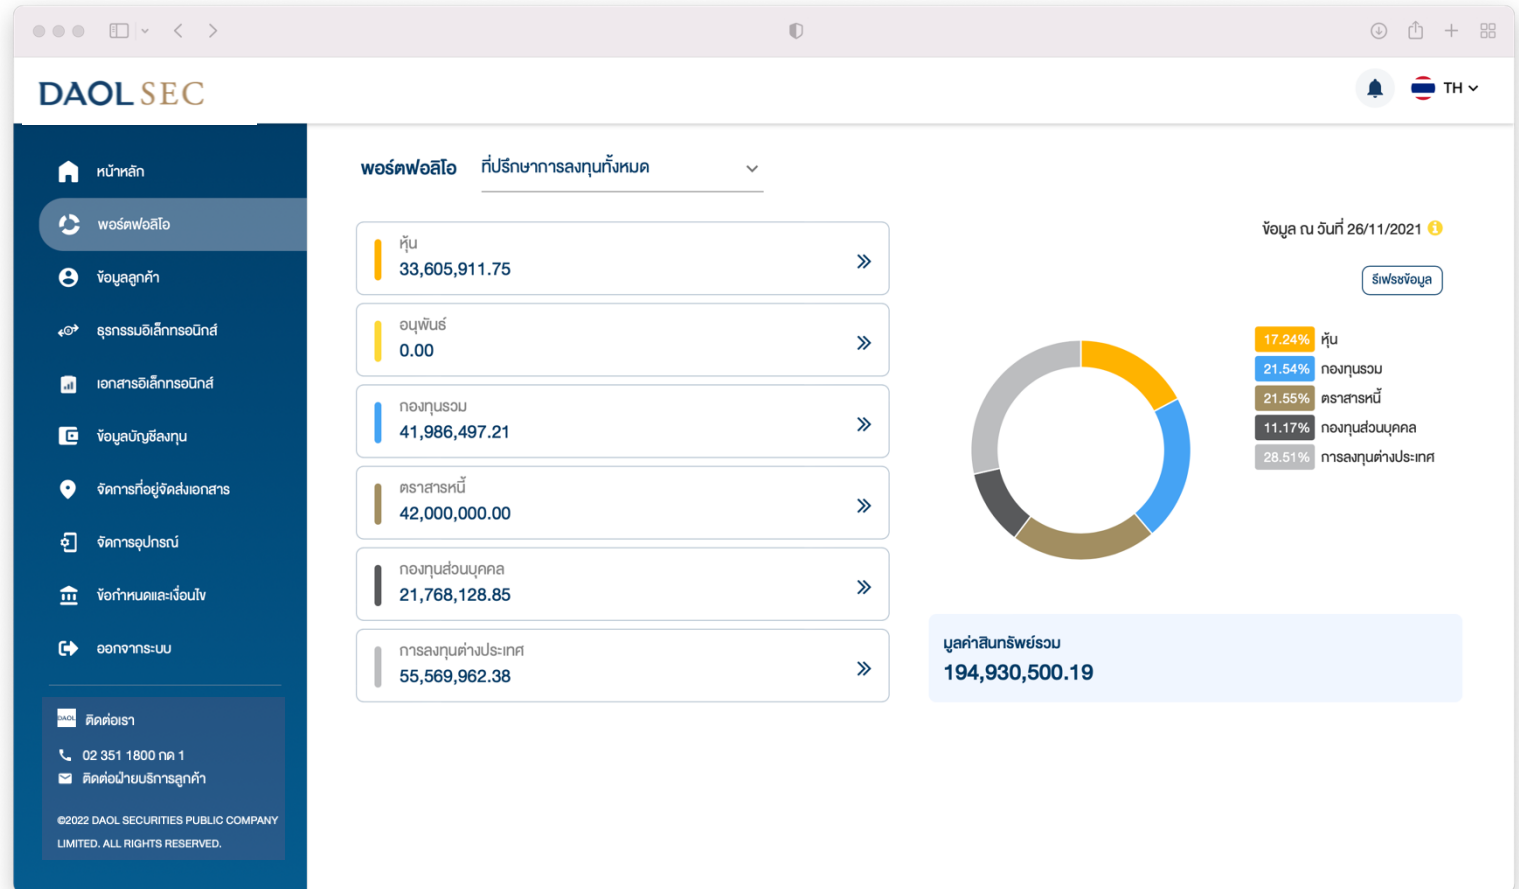 DAOL SEC
TH
หน้าหลัก
พอร์ตฟอลิโอ
ข้อมูลลูกค้า
ธุรกรรมอิเล็กทรอนิกส์
เอกสารอิเล็กทรอนิกส์
ข้อมูลบัญชีลงทุน
จัดการที่อยู่จัดส่งเอกสาร
จัดการอุปกรณ์
ข้อกำหนดและเงื่อนไข
ออกจากระบบ
DAOL ติดต่อเรา
02 351 1800 กด 1
ติดต่อฝ่ายบริการลูกค้า
©2022 DAOL SECURITIES PUBLIC COMPANY
LIMITED. ALL RIGHTS RESERVED.
พอร์ตฟอลิโอ ที่ปรึกษาการลงทุนทั้งหมด
หุ้น
33,605,911.75
อนุพันธ์
0.00
กองทุนรวม
41,986,497.21
ตราสารหนี้
42,000,000.00
กองทุนส่วนบุคคล
21,768,128.85
การลงทุนต่างประเทศ
55,569,962.38
ข้อมูล ณ วันที่ 26/11/2021
รีเฟรชข้อมูล
17.24% หุ้น
21.54% กองทุนรวม
21.55% ตราสารหนี้
11.17% กองทุนส่วนบุคคล
28.51% การลงทุนต่างประเทศ
มูลค่าสินทรัพย์รวม
194,930,500.19